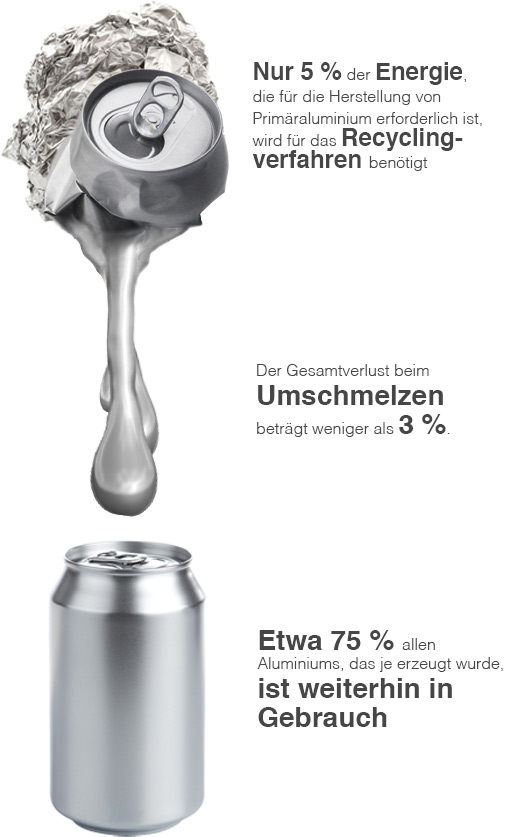 Nur 5 % der Energie,
die für die Herstellung von
Primäraluminium erforderlich ist,
wird für das Recycling-
verfahren benötigt
Der Gesamtverlust beim
Umschmelzen
beträgt weniger als 3 %.
Etwa 75 % allen
Aluminiums, das je erzeugt wurde,
ist weiterhin in
Gebrauch